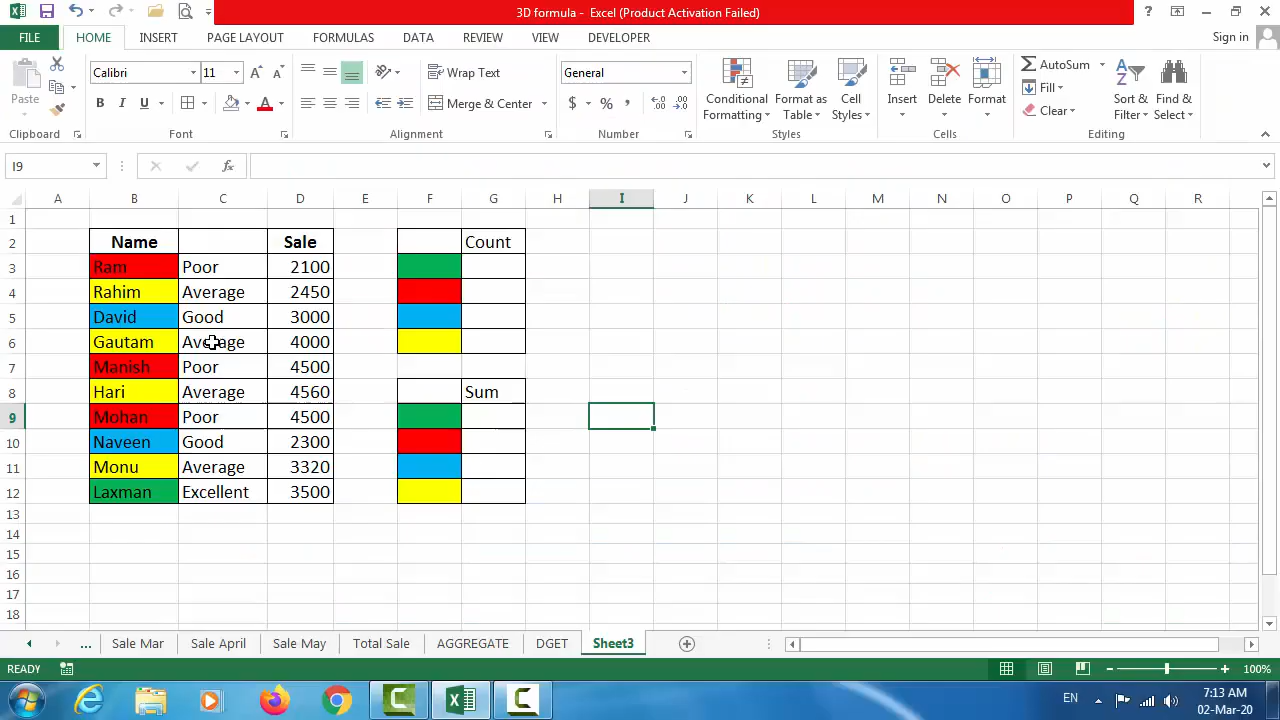 3D formula - Excel (Product Activation Failed)
FILE HOME INSERT PAGE LAYOUT FORMULAS DATA REVIEW VIEW DEVELOPER Sign in
Paste
Calibri 11
B I U
Wrap Text
Merge & Center
General
$ % ,
Conditional Formatting
Format as Table
Cell Styles
Insert Delete Format
AutoSum
Fill
Clear
Sort & Filter
Find & Select
Clipboard Font Alignment Number Styles Cells Editing
I9 fx
A B C D E F G H I J K L M N O P Q R
1
2 Name Sale Count
3 Ram Poor 2100
4 Rahim Average 2450
5 David Good 3000
6 Gautam Average 4000
7 Manish Poor 4500
8 Hari Average 4560 Sum
9 Mohan Poor 4500
10 Naveen Good 2300
11 Monu Average 3320
12 Laxman Excellent 3500
13
14
15
16
17
18
... Sale Mar Sale April Sale May Total Sale AGGREGATE DGET Sheet3
READY 100%
EN 7:13 AM
02-Mar-20